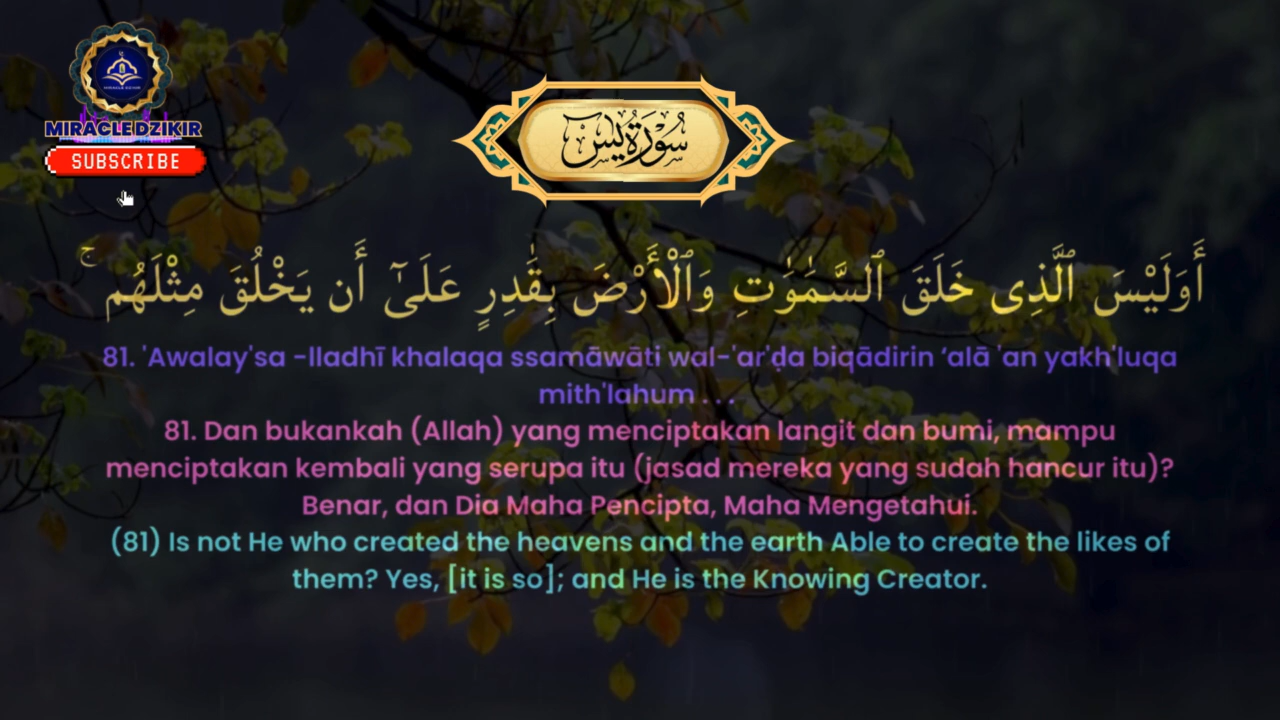 MIRACLE DZIKIR
SUBSCRIBE
سُورَةُ يٰسٓ
أَوَلَيْسَ ٱلَّذِى خَلَقَ ٱلسَّمَٰوَٰتِ وَٱلْأَرْضَ بِقَٰدِرٍ عَلَىٰٓ أَن يَخْلُقَ مِثْلَهُم ۚ
81. 'Awalay'sa -lladhī khalaqa ssamāwāti wal-'ar'ḍa biqādirin ‘alā 'an yakh'luqa
mith'lahum . . .
81. Dan bukankah (Allah) yang menciptakan langit dan bumi, mampu
menciptakan kembali yang serupa itu (jasad mereka yang sudah hancur itu)?
Benar, dan Dia Maha Pencipta, Maha Mengetahui.
(81) Is not He who created the heavens and the earth Able to create the likes of
them? Yes, [it is so]; and He is the Knowing Creator.